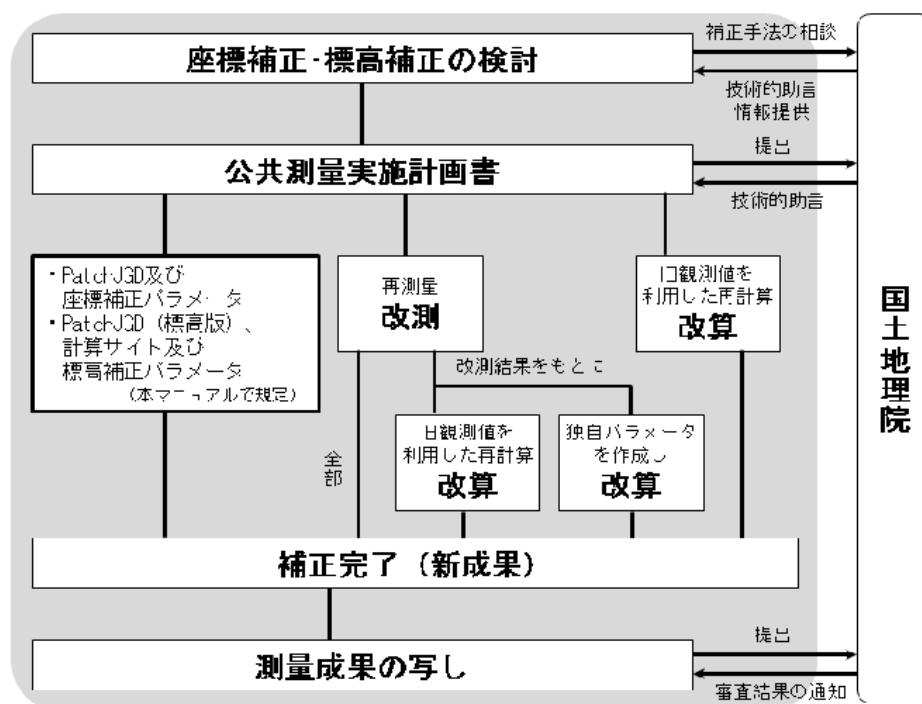 座標補正・標高補正の検討
補正手法の相談
技術的助言
情報提供
公共測量実施計画書
提出
技術的助言
・PatchJGD及び
座標補正パラメータ
・PatchJGD（標高版）、
計算サイト及び
標高補正パラメータ
（本マニュアルで規定）
再測量
改測
旧観測値を
利用した再計算
改算
改測結果をもとに
全部
旧観測値を
利用した再計算
改算
独自パラメータ
を作成し
改算
補正完了（新成果）
測量成果の写し
提出
審査結果の通知
国土地理院